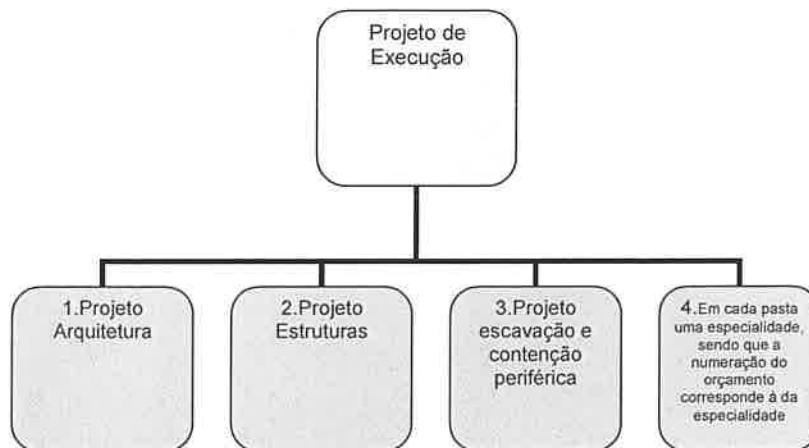 Projeto de
Execução
1.Projeto
Arquitetura
2.Projeto
Estruturas
3.Projeto
escavação e
contenção
periférica
4.Em cada pasta
uma especialidade,
sendo que a
numeração do
orçamento
corresponde à da
especialidade